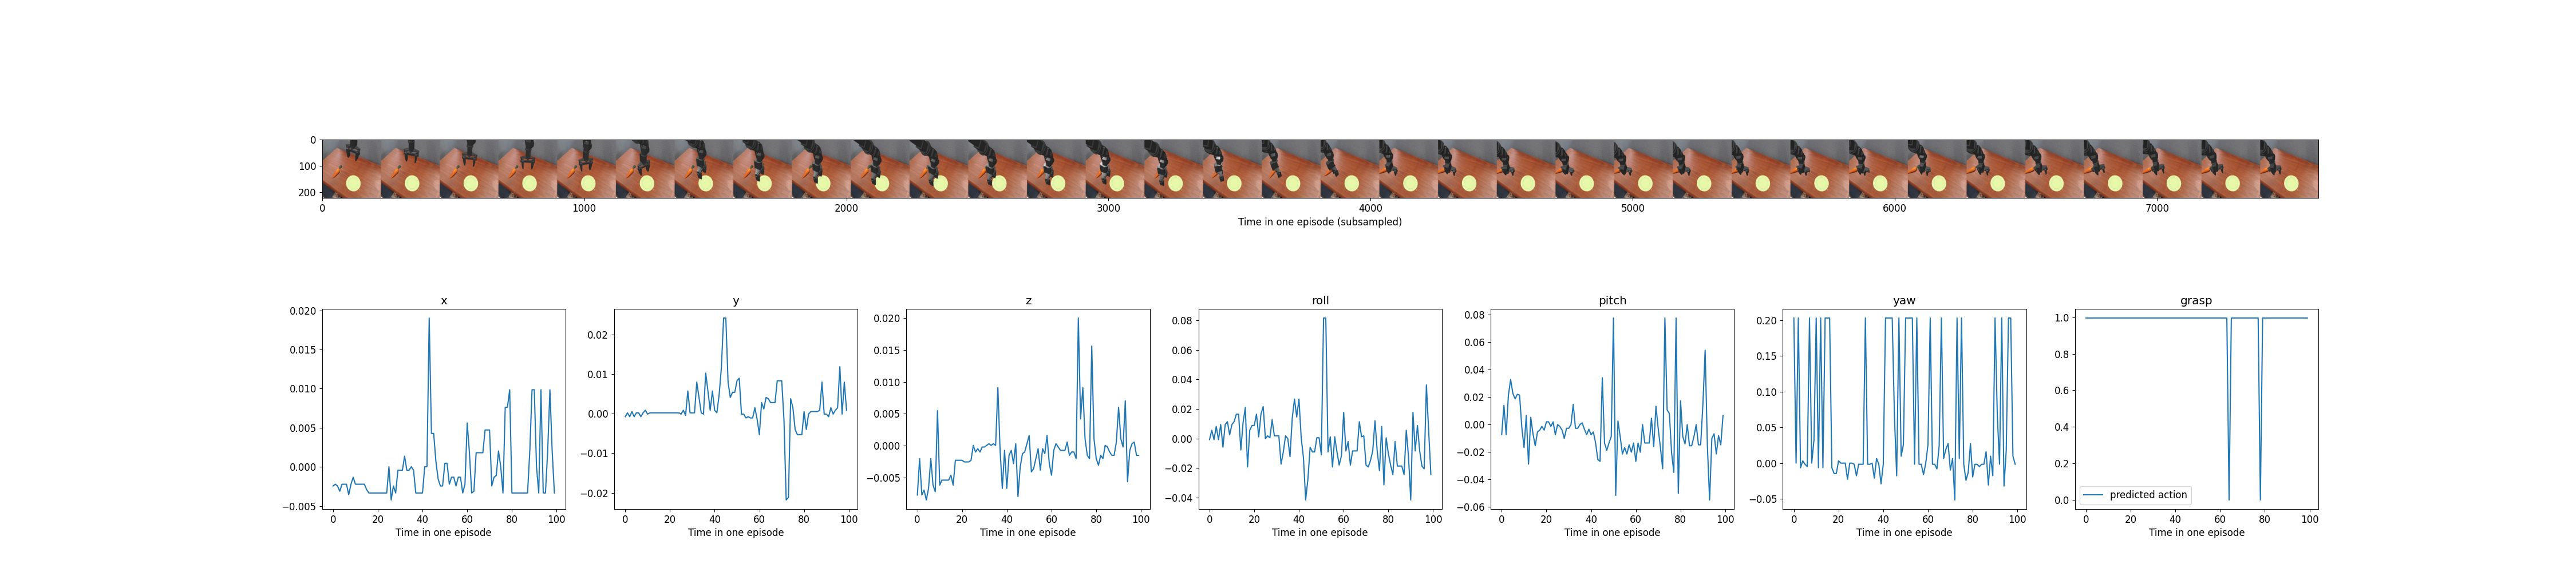 0
100
200
0 1000 2000 3000 4000 5000 6000 7000
Time in one episode (subsampled)
x y z roll pitch yaw grasp
0.020
0.015
0.010
0.005
0.000
−0.005
0 20 40 60 80 100
Time in one episode
0.02
0.01
0.00
−0.01
−0.02
0 20 40 60 80 100
Time in one episode
0.020
0.015
0.010
0.005
0.000
−0.005
0 20 40 60 80 100
Time in one episode
0.08
0.06
0.04
0.02
0.00
−0.02
−0.04
0 20 40 60 80 100
Time in one episode
0.08
0.06
0.04
0.02
0.00
−0.02
−0.04
−0.06
0 20 40 60 80 100
Time in one episode
0.20
0.15
0.10
0.05
0.00
−0.05
0 20 40 60 80 100
Time in one episode
1.0
0.8
0.6
0.4
0.2
0.0
predicted action
0 20 40 60 80 100
Time in one episode